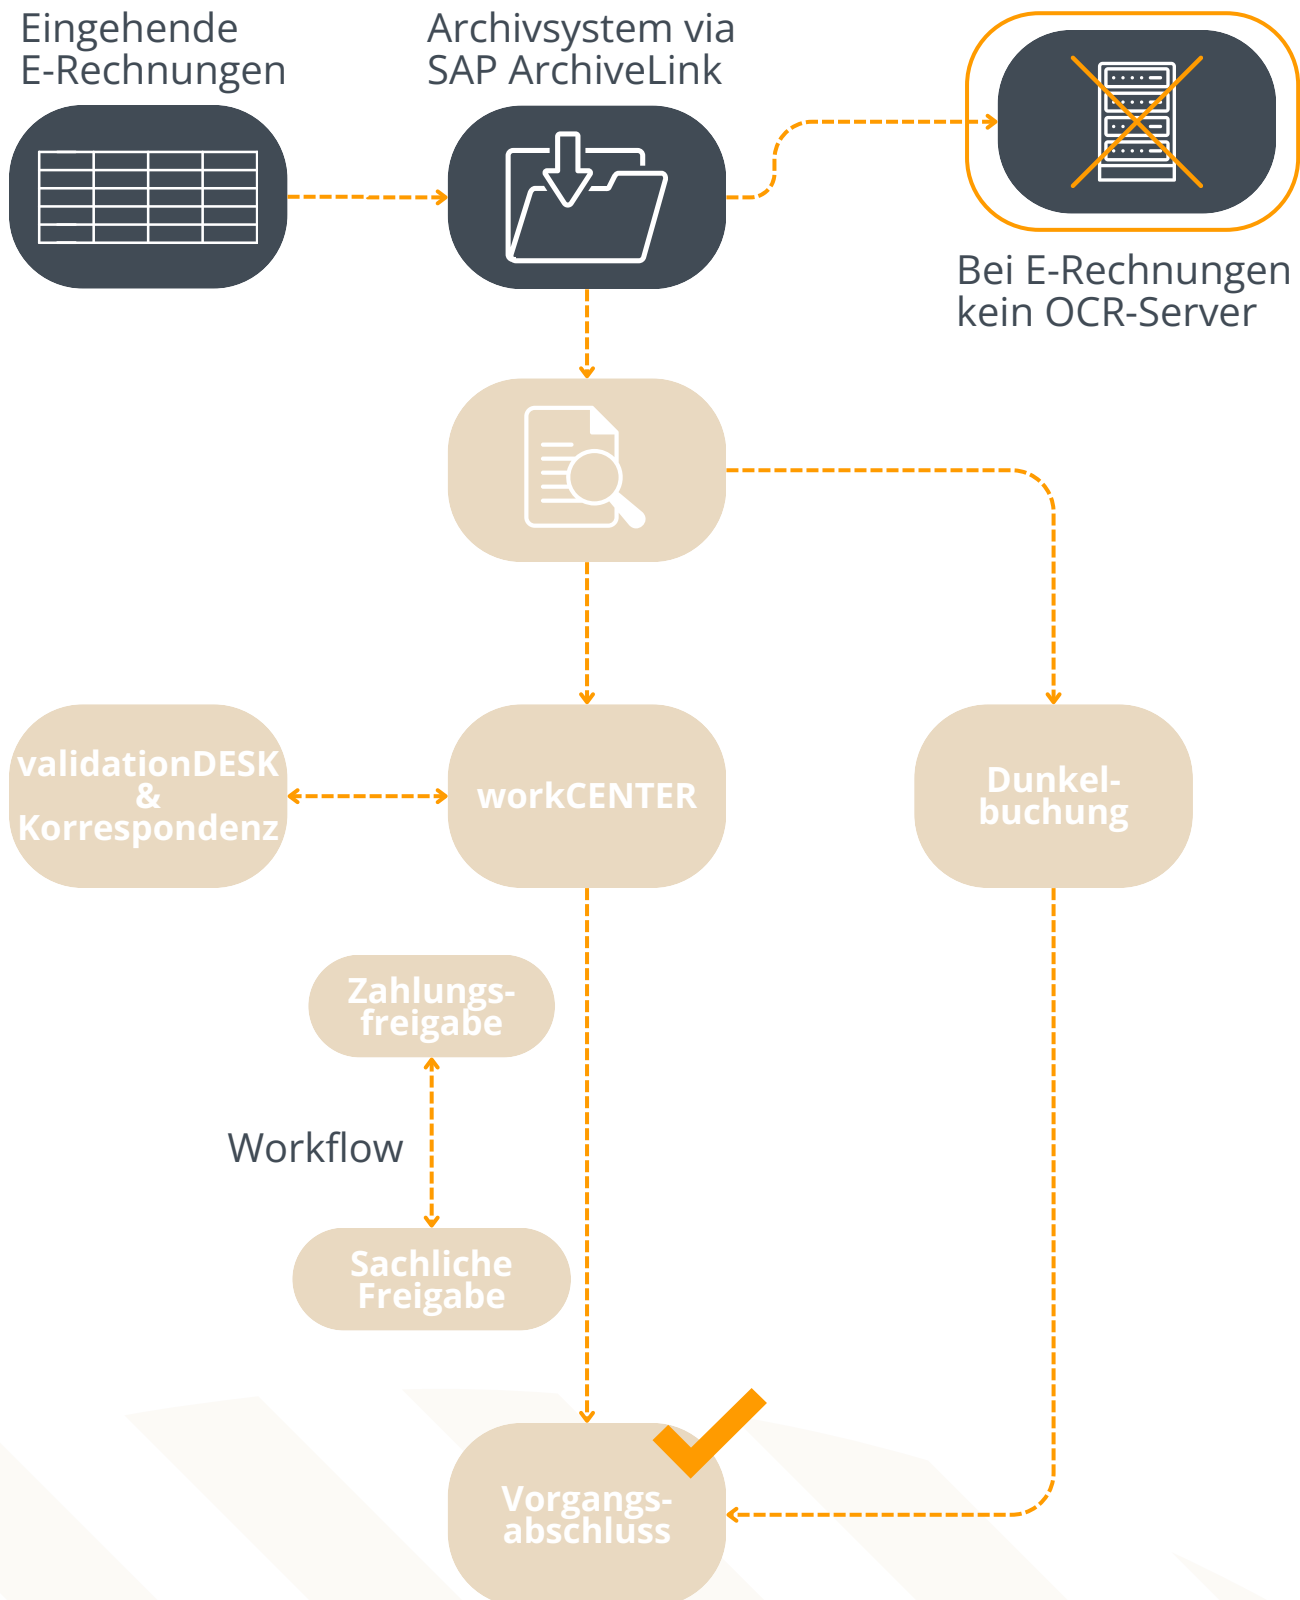 Eingehende
E-Rechnungen
Archivsystem via
SAP ArchiveLink
Bei E-Rechnungen
kein OCR-Server
validationDESK
&
Korrespondenz
workCENTER
Dunkel-
buchung
Zahlungs-
freigabe
Workflow
Sachliche
Freigabe
Vorgangs-
abschluss